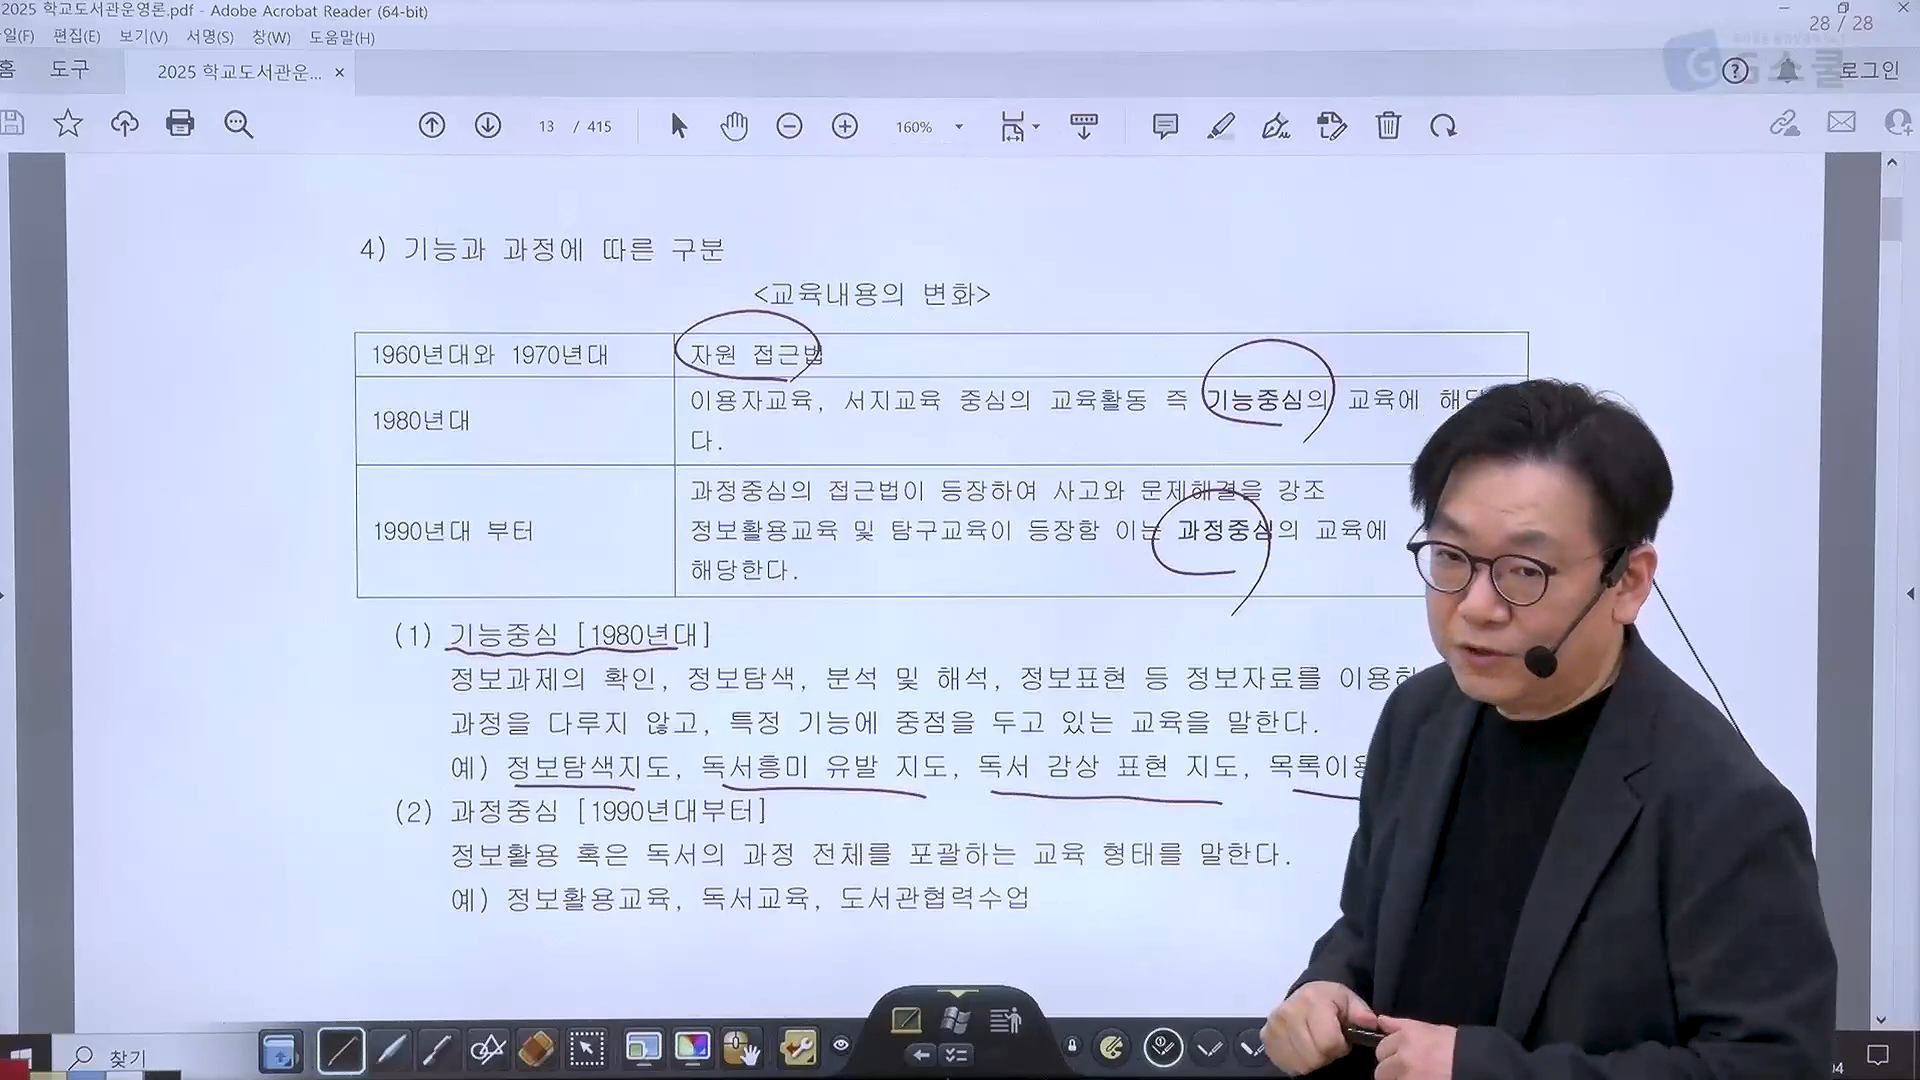 2025 학교도서관운영론.pdf - Adobe Acrobat Reader (64-bit)
28 / 28
일(F) 편집(E) 보기(V) 서명(S) 창(W) 도움말(H)
홈 도구 2025 학교도서관운... ×
G스쿨
로그인
13 / 415
160%
4) 기능과 과정에 따른 구분
<교육내용의 변화>
1960년대와 1970년대
자원 접근법
1980년대
이용자교육, 서지교육 중심의 교육활동 즉 기능중심의 교육에 해당
다.
1990년대 부터
과정중심의 접근법이 등장하여 사고와 문제해결을 강조
정보활용교육 및 탐구교육이 등장함 이는 과정중심의 교육에
해당한다.
(1) 기능중심 [1980년대]
정보과제의 확인, 정보탐색, 분석 및 해석, 정보표현 등 정보자료를 이용하
과정을 다루지 않고, 특정 기능에 중점을 두고 있는 교육을 말한다.
예) 정보탐색지도, 독서흥미 유발 지도, 독서 감상 표현 지도, 목록이용
(2) 과정중심 [1990년대부터]
정보활용 혹은 독서의 과정 전체를 포괄하는 교육 형태를 말한다.
예) 정보활용교육, 독서교육, 도서관협력수업
찾기